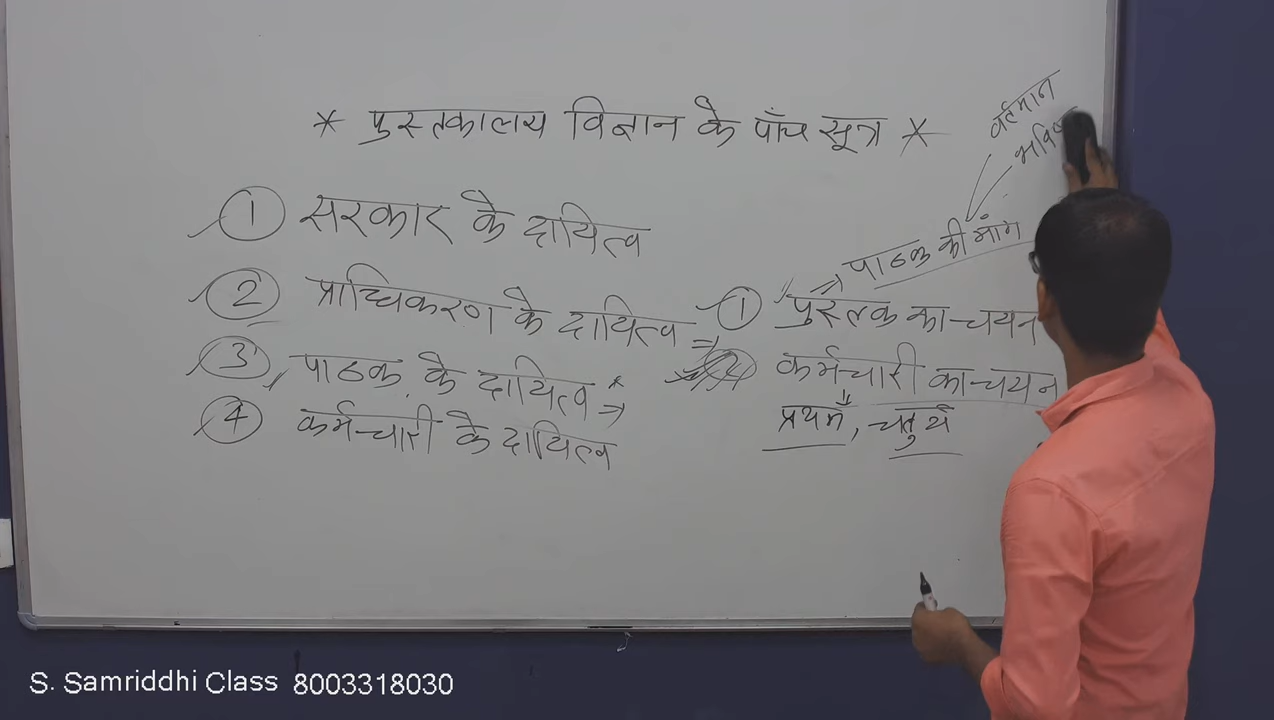 * पुस्तकालय विज्ञान के पाँच सूत्र *
① सरकार के दायित्व
② प्राधिकरण के दायित्व ⇒
③ पाठक के दायित्व * ⇒
④ कर्मचारी के दायित्व
वर्तमान
⇒ पाठक की मांग
① पुस्तक का चयन
② कर्मचारी का चयन
प्रथम, चतुर्थ
S. Samriddhi Class 8003318030